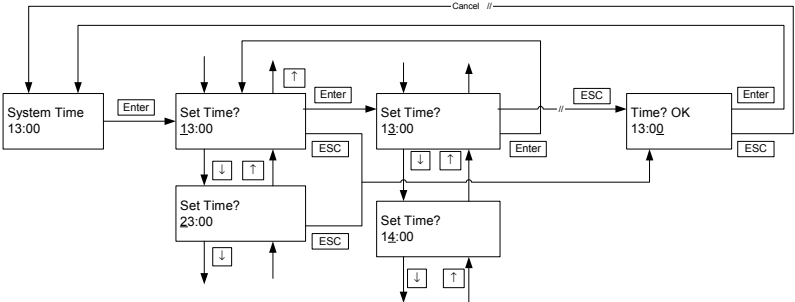 Cancel //
↑
System Time
13:00
Enter
Set Time?
13:00
Enter
Set Time?
13:00
//
ESC
Time? OK
13:00
Enter
ESC
Enter
ESC
↓ ↑
↓ ↑
Set Time?
23:00
ESC
Set Time?
14:00
↓
↓ ↑